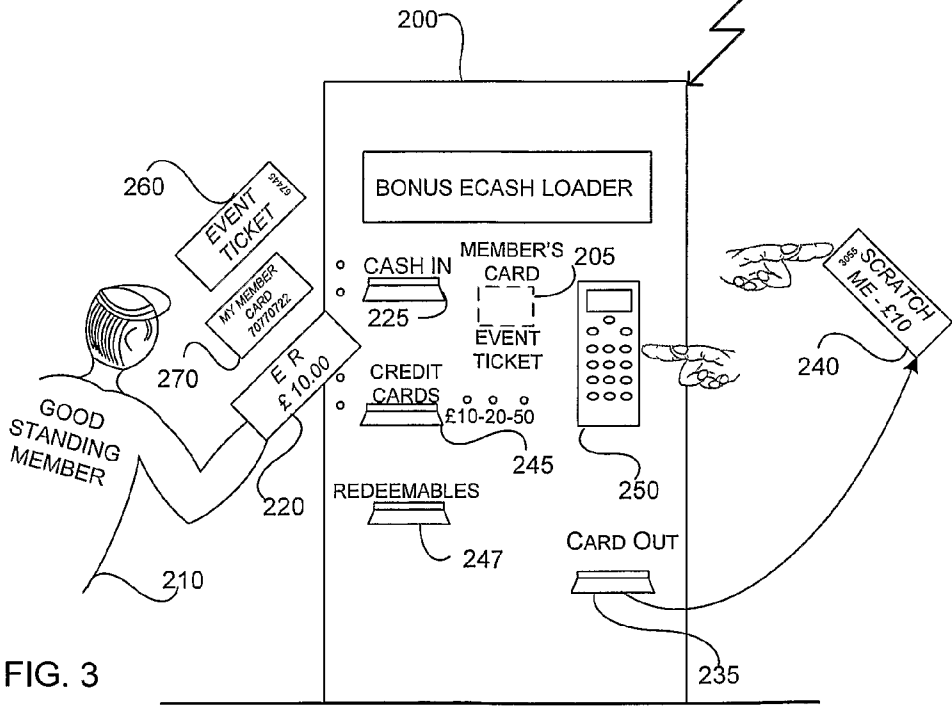 200
260
EVENT
TICKET
67445
BONUS ECASH LOADER
MEMBER'S
CARD
205
CASH IN
225
EVENT
TICKET
MY MEMBER
CARD
70770722
270
E R
£ 10.00
220
CREDIT
CARDS
£10-20-50
245
250
3055
SCRATCH
ME - £10
240
GOOD
STANDING
MEMBER
REDEEMABLES
247
CARD OUT
210
235
FIG. 3